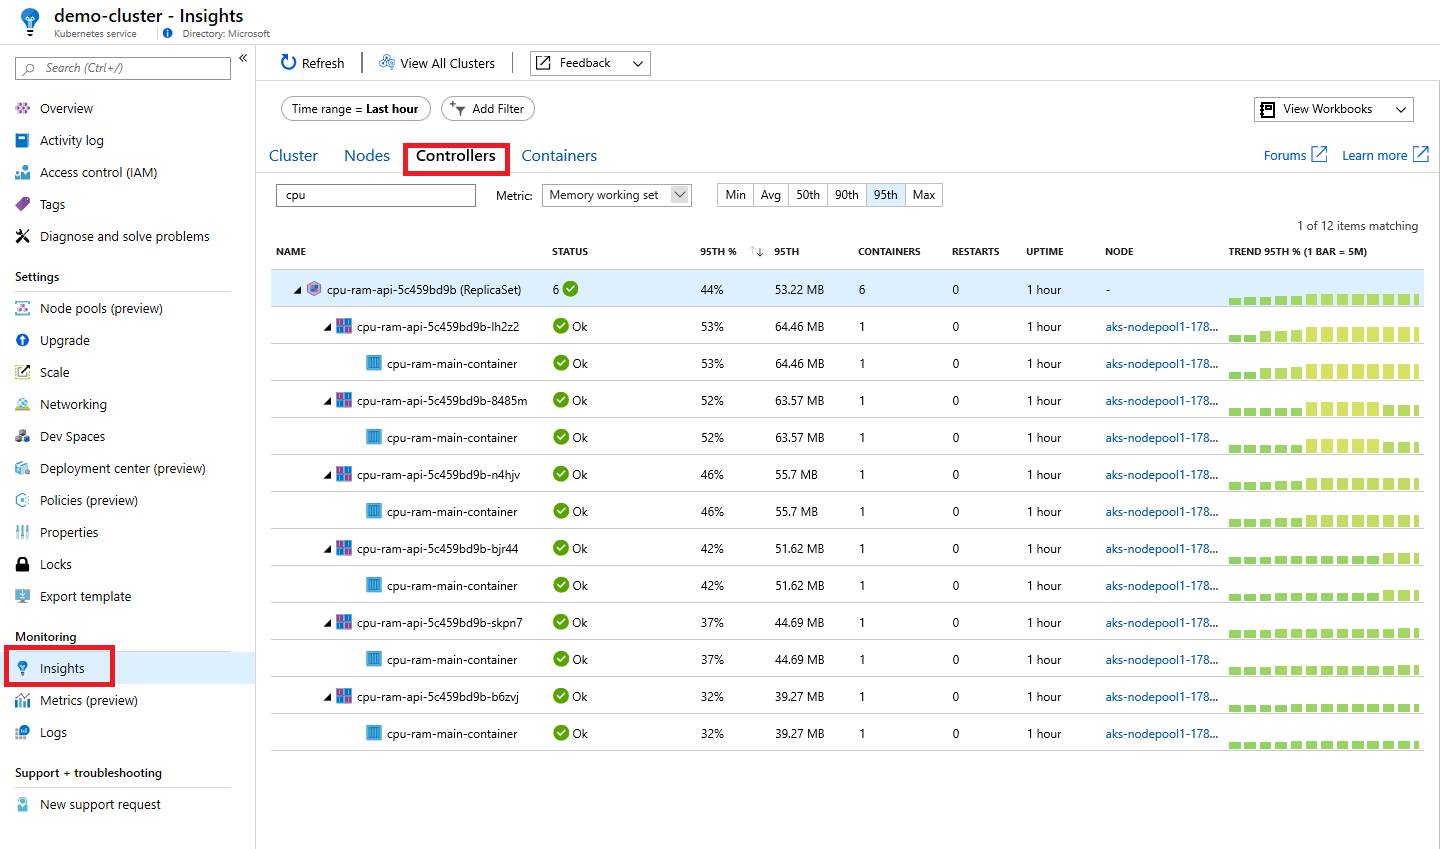 demo-cluster - Insights
Kubernetes service
Directory: Microsoft
Search (Ctrl+/)
«
Overview
Activity log
Access control (IAM)
Tags
Diagnose and solve problems
Settings
Node pools (preview)
Upgrade
Scale
Networking
Dev Spaces
Deployment center (preview)
Policies (preview)
Properties
Locks
Export template
Monitoring
Insights
Metrics (preview)
Logs
Support + troubleshooting
New support request
Refresh View All Clusters Feedback
Time range = Last hour Add Filter View Workbooks
Cluster Nodes Controllers Containers Forums Learn more
cpu Metric: Memory working set Min Avg 50th 90th 95th Max
1 of 12 items matching
NAME STATUS 95TH % 95TH CONTAINERS RESTARTS UPTIME NODE TREND 95TH % (1 BAR = 5M)
cpu-ram-api-5c459bd9b (ReplicaSet) 6 44% 53.22 MB 6 0 1 hour -
cpu-ram-api-5c459bd9b-lh2z2 Ok 53% 64.46 MB 1 0 1 hour aks-nodepool1-178...
cpu-ram-main-container Ok 53% 64.46 MB 1 0 1 hour aks-nodepool1-178...
cpu-ram-api-5c459bd9b-8485m Ok 52% 63.57 MB 1 0 1 hour aks-nodepool1-178...
cpu-ram-main-container Ok 52% 63.57 MB 1 0 1 hour aks-nodepool1-178...
cpu-ram-api-5c459bd9b-n4hjv Ok 46% 55.7 MB 1 0 1 hour aks-nodepool1-178...
cpu-ram-main-container Ok 46% 55.7 MB 1 0 1 hour aks-nodepool1-178...
cpu-ram-api-5c459bd9b-bjr44 Ok 42% 51.62 MB 1 0 1 hour aks-nodepool1-178...
cpu-ram-main-container Ok 42% 51.62 MB 1 0 1 hour aks-nodepool1-178...
cpu-ram-api-5c459bd9b-skpn7 Ok 37% 44.69 MB 1 0 1 hour aks-nodepool1-178...
cpu-ram-main-container Ok 37% 44.69 MB 1 0 1 hour aks-nodepool1-178...
cpu-ram-api-5c459bd9b-b6zvj Ok 32% 39.27 MB 1 0 1 hour aks-nodepool1-178...
cpu-ram-main-container Ok 32% 39.27 MB 1 0 1 hour aks-nodepool1-178...